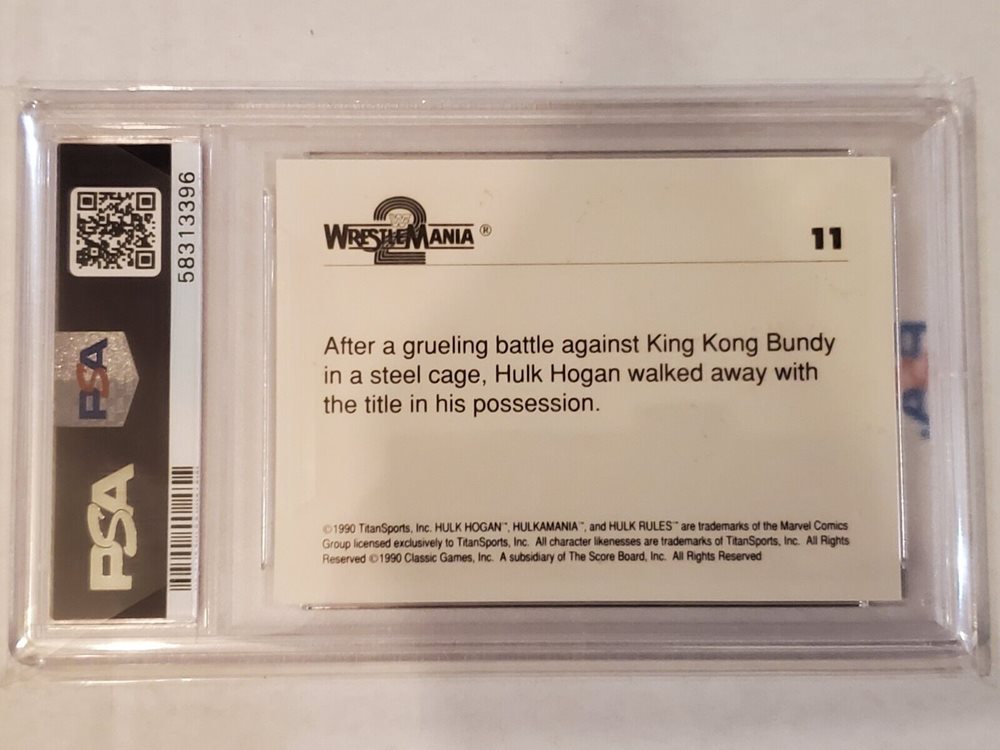 58313396
PSA
PSA
WF
2
WRESTLEMANIA ®
11
After a grueling battle against King Kong Bundy
in a steel cage, Hulk Hogan walked away with
the title in his possession.
©1990 TitanSports, Inc. HULK HOGAN™, HULKAMANIA™, and HULK RULES™ are trademarks of the Marvel Comics
Group licensed exclusively to TitanSports, Inc. All character likenesses are trademarks of TitanSports, Inc. All Rights
Reserved ©1990 Classic Games, Inc. A subsidiary of The Score Board, Inc. All Rights Reserved